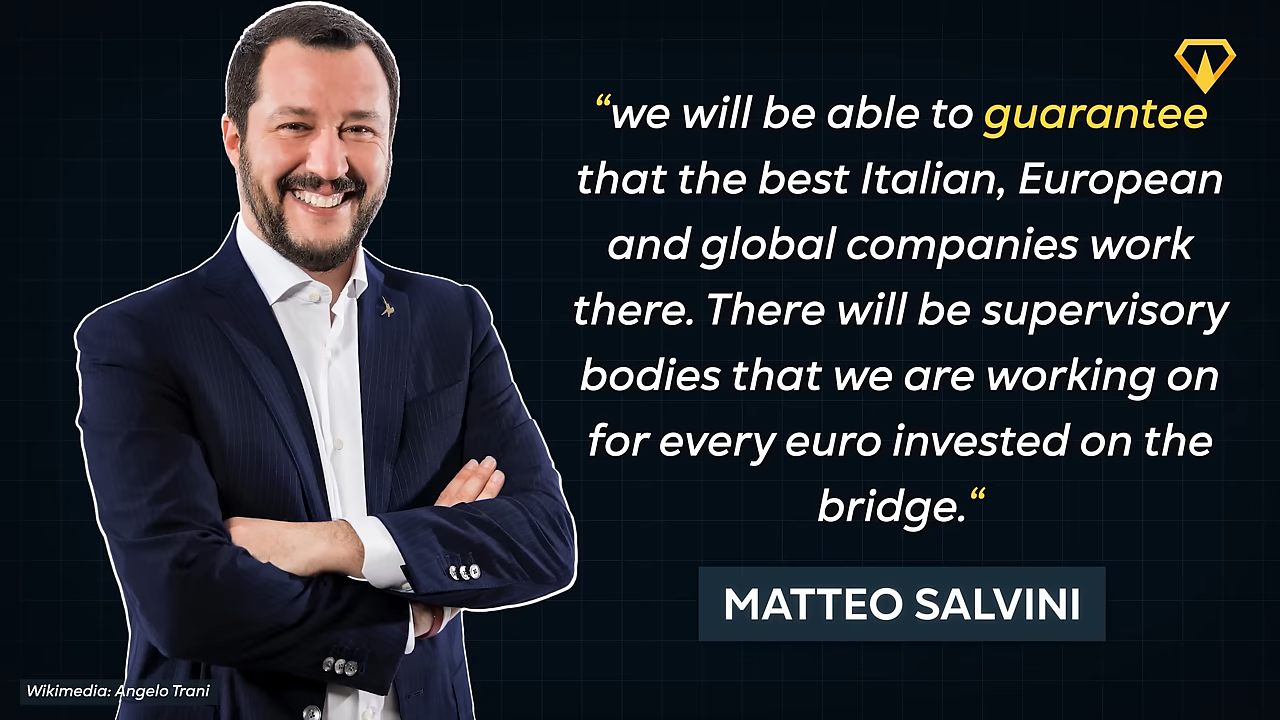 “we will be able to guarantee
that the best Italian, European
and global companies work
there. There will be supervisory
bodies that we are working on
for every euro invested on the
bridge.“
MATTEO SALVINI
Wikimedia: Angelo Trani